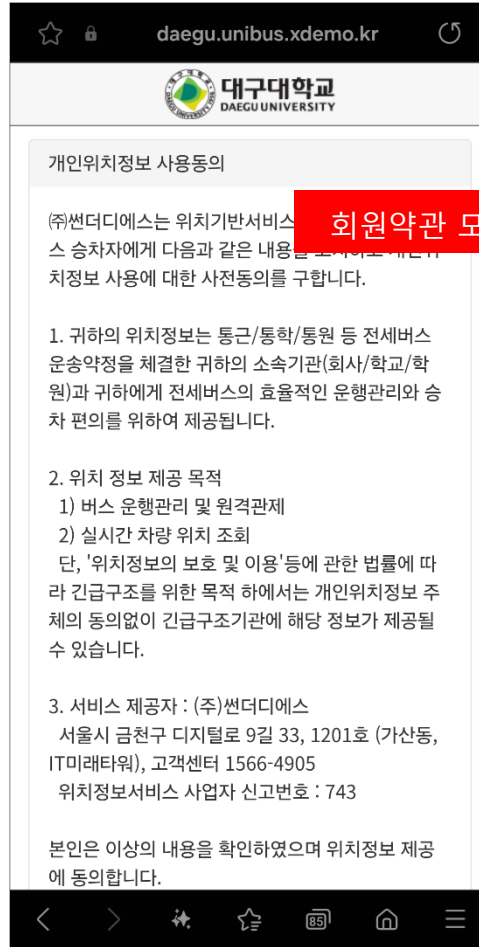 daegu.unibus.xdemo.kr
대구대학교
DAEGU UNIVERSITY
개인위치정보 사용동의
㈜썬더디에스는 위치기반서비스
회원약관 모
스 승차자에게 다음과 같은 내용을
치정보 사용에 대한 사전동의를 구합니다.
1. 귀하의 위치정보는 통근/통학/통원 등 전세버스
운송약정을 체결한 귀하의 소속기관(회사/학교/학
원)과 귀하에게 전세버스의 효율적인 운행관리와 승
차 편의를 위하여 제공됩니다.
2. 위치 정보 제공 목적
1) 버스 운행관리 및 원격관제
2) 실시간 차량 위치 조회
단, '위치정보의 보호 및 이용'등에 관한 법률에 따
라 긴급구조를 위한 목적 하에서는 개인위치정보 주
체의 동의없이 긴급구조기관에 해당 정보가 제공될
수 있습니다.
3. 서비스 제공자 : (주)썬더디에스
서울시 금천구 디지털로 9길 33, 1201호 (가산동,
IT미래타워), 고객센터 1566-4905
위치정보서비스 사업자 신고번호 : 743
본인은 이상의 내용을 확인하였으며 위치정보 제공
에 동의합니다.
85